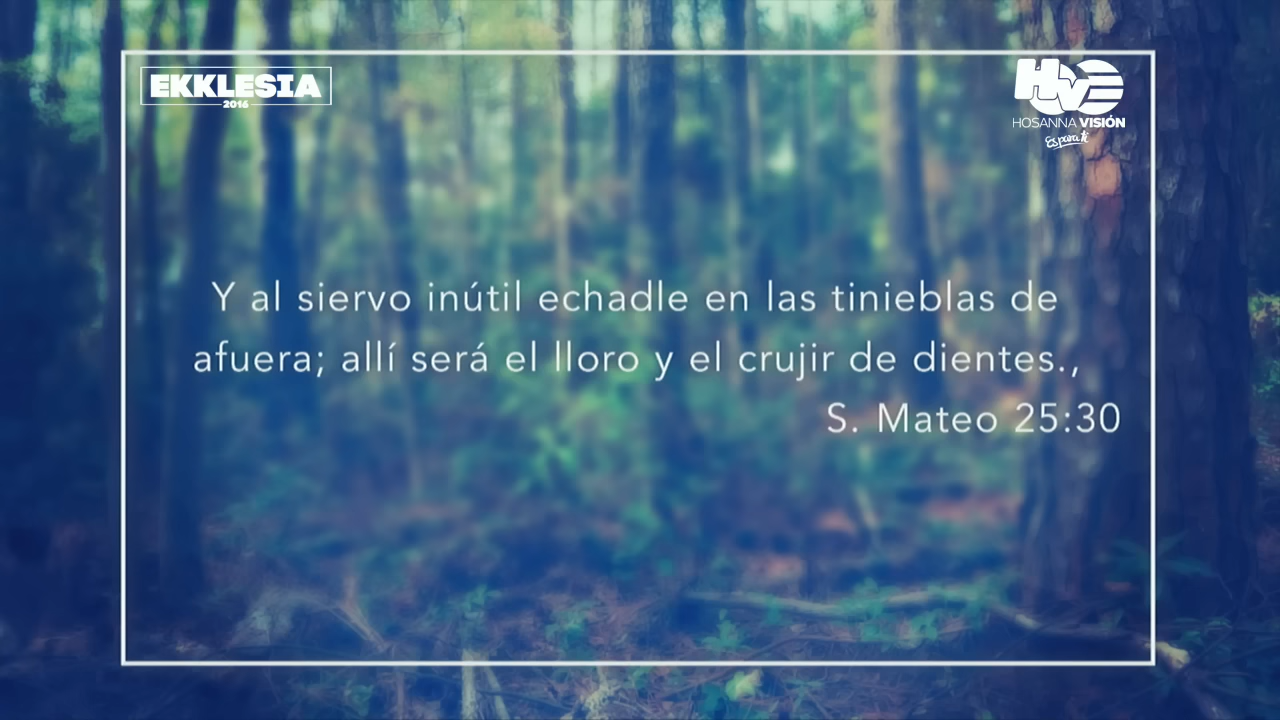 EKKLESIA
2016
HVE
HOSANNA VISIÓN
Es para ti
Y al siervo inútil echadle en las tinieblas de
afuera; allí será el lloro y el crujir de dientes.,
S. Mateo 25:30